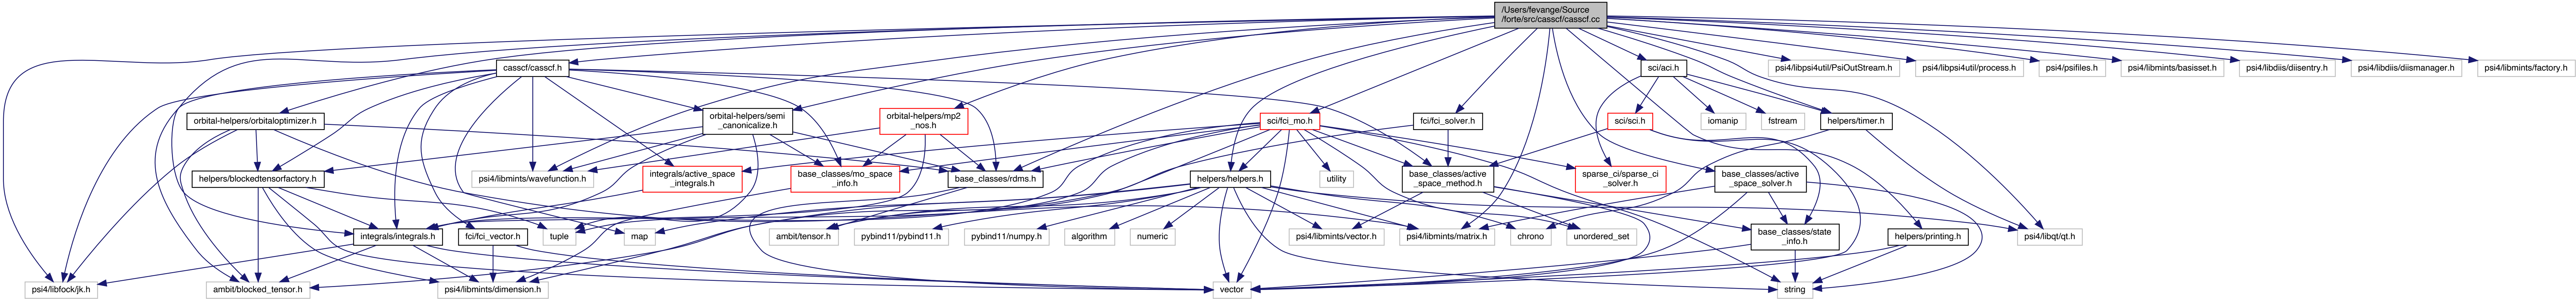 /Users/fevange/Source
/forte/src/casscf/casscf.cc
casscf/casscf.h
sci/aci.h
psi4/libpsi4util/PsiOutStream.h
psi4/libpsi4util/process.h
psi4/psifiles.h
psi4/libmints/basisset.h
psi4/libdiis/diisentry.h
psi4/libdiis/diismanager.h
psi4/libmints/factory.h
orbital-helpers/orbitaloptimizer.h
orbital-helpers/semi
_canonicalize.h
orbital-helpers/mp2
_nos.h
sci/fci_mo.h
fci/fci_solver.h
sci/sci.h
iomanip
fstream
helpers/timer.h
helpers/blockedtensorfactory.h
psi4/libmints/wavefunction.h
integrals/active_space
_integrals.h
base_classes/mo_space
_info.h
base_classes/rdms.h
helpers/helpers.h
utility
base_classes/active
_space_method.h
sparse_ci/sparse_ci
_solver.h
base_classes/active
_space_solver.h
integrals/integrals.h
fci/fci_vector.h
tuple
map
ambit/tensor.h
pybind11/pybind11.h
pybind11/numpy.h
algorithm
numeric
psi4/libmints/vector.h
psi4/libmints/matrix.h
chrono
unordered_set
base_classes/state
_info.h
helpers/printing.h
psi4/libqt/qt.h
psi4/libfock/jk.h
ambit/blocked_tensor.h
psi4/libmints/dimension.h
vector
string